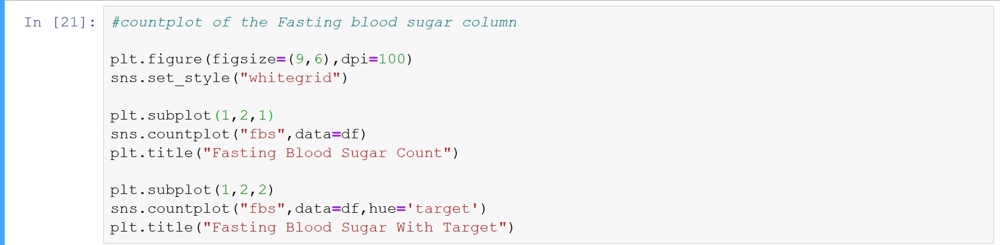 In [21]: #countplot of the Fasting blood sugar column
plt.figure(figsize=(9,6),dpi=100)
sns.set_style("whitegrid")
plt.subplot(1,2,1)
sns.countplot("fbs",data=df)
plt.title("Fasting Blood Sugar Count")
plt.subplot(1,2,2)
sns.countplot("fbs",data=df,hue='target')
plt.title("Fasting Blood Sugar With Target")